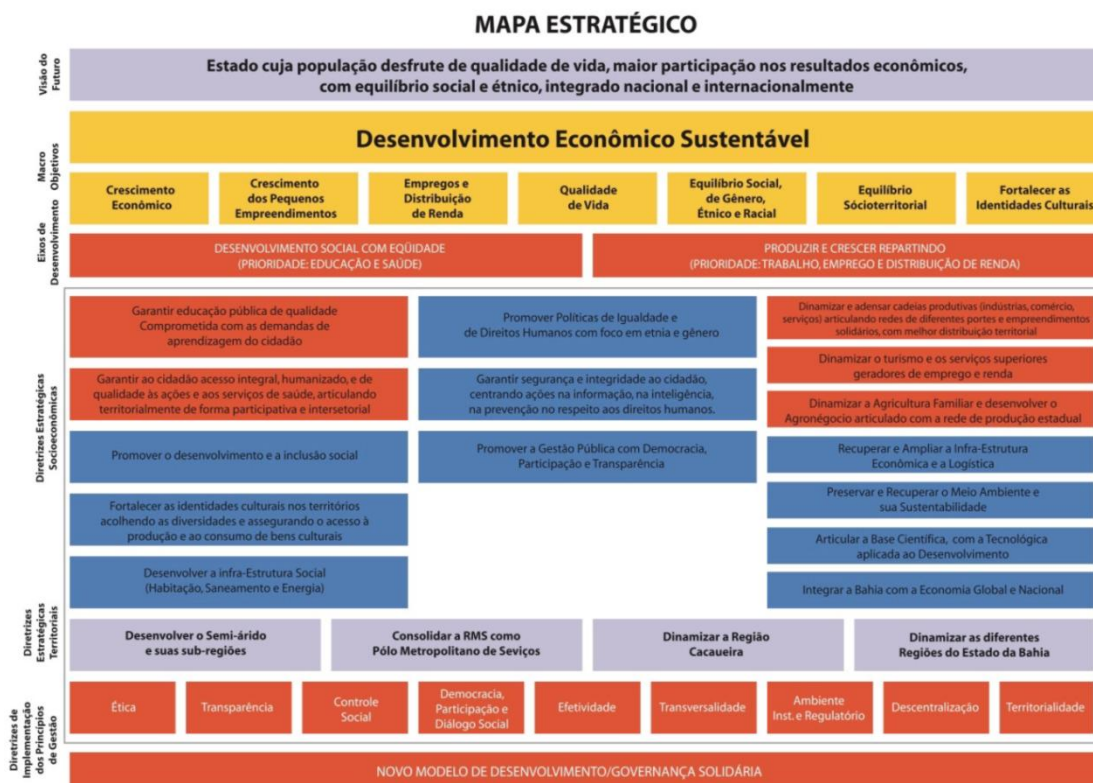 MAPA ESTRATÉGICO
Visão do
Futuro
Estado cuja população desfrute de qualidade de vida, maior participação nos resultados econômicos,
com equilíbrio social e étnico, integrado nacional e internacionalmente
Macro
Objetivos
Desenvolvimento Econômico Sustentável
Crescimento
Econômico
Crescimento
dos Pequenos
Empreendimentos
Empregos e
Distribuição
de Renda
Qualidade
de Vida
Equilíbrio Social,
de Gênero,
Étnico e Racial
Equilíbrio
Sócioterritorial
Fortalecer as
Identidades Culturais
Eixos de
Desenvolvimento
DESENVOLVIMENTO SOCIAL COM EQÜIDADE
(PRIORIDADE: EDUCAÇÃO E SAÚDE)
PRODUZIR E CRESCER REPARTINDO
(PRIORIDADE: TRABALHO, EMPREGO E DISTRIBUIÇÃO DE RENDA)
Diretrizes Estratégicas
Socioeconômicas
Garantir educação pública de qualidade
Comprometida com as demandas de
aprendizagem do cidadão
Garantir ao cidadão acesso integral, humanizado, e de
qualidade às ações e aos serviços de saúde, articulando
territorialmente de forma participativa e intersetorial
Promover o desenvolvimento e a inclusão social
Fortalecer as identidades culturais nos territórios
acolhendo as diversidades e assegurando o acesso à
produção e ao consumo de bens culturais
Desenvolver a infra-Estrutura Social
(Habitação, Saneamento e Energia)
Promover Políticas de Igualdade e
de Direitos Humanos com foco em etnia e gênero
Garantir segurança e integridade ao cidadão,
centrando ações na informação, na inteligência,
na prevenção no respeito aos direitos humanos.
Promover a Gestão Pública com Democracia,
Participação e Transparência
Dinamizar e adensar cadeias produtivas (indústrias, comércio,
serviços) articulando redes de diferentes portes e empreendimentos
solidários, com melhor distribuição territorial
Dinamizar o turismo e os serviços superiores
geradores de emprego e renda
Dinamizar a Agricultura Familiar e desenvolver o
Agronégocio articulado com a rede de produção estadual
Recuperar e Ampliar a Infra-Estrutura
Econômica e a Logística
Preservar e Recuperar o Meio Ambiente e
sua Sustentabilidade
Articular a Base Científica, com a Tecnológica
aplicada ao Desenvolvimento
Integrar a Bahia com a Economia Global e Nacional
Diretrizes
Estratégicas
Territoriais
Desenvolver o Semi-árido
e suas sub-regiões
Consolidar a RMS como
Pólo Metropolitano de Seviços
Dinamizar a Região
Cacaueira
Dinamizar as diferentes
Regiões do Estado da Bahia
Diretrizes de
Implementação
dos Princípios
de Gestão
Ética
Transparência
Controle
Social
Democracia,
Participação e
Diálogo Social
Efetividade
Transversalidade
Ambiente
Inst. e Regulatório
Descentralização
Territorialidade
NOVO MODELO DE DESENVOLVIMENTO/GOVERNANÇA SOLIDÁRIA